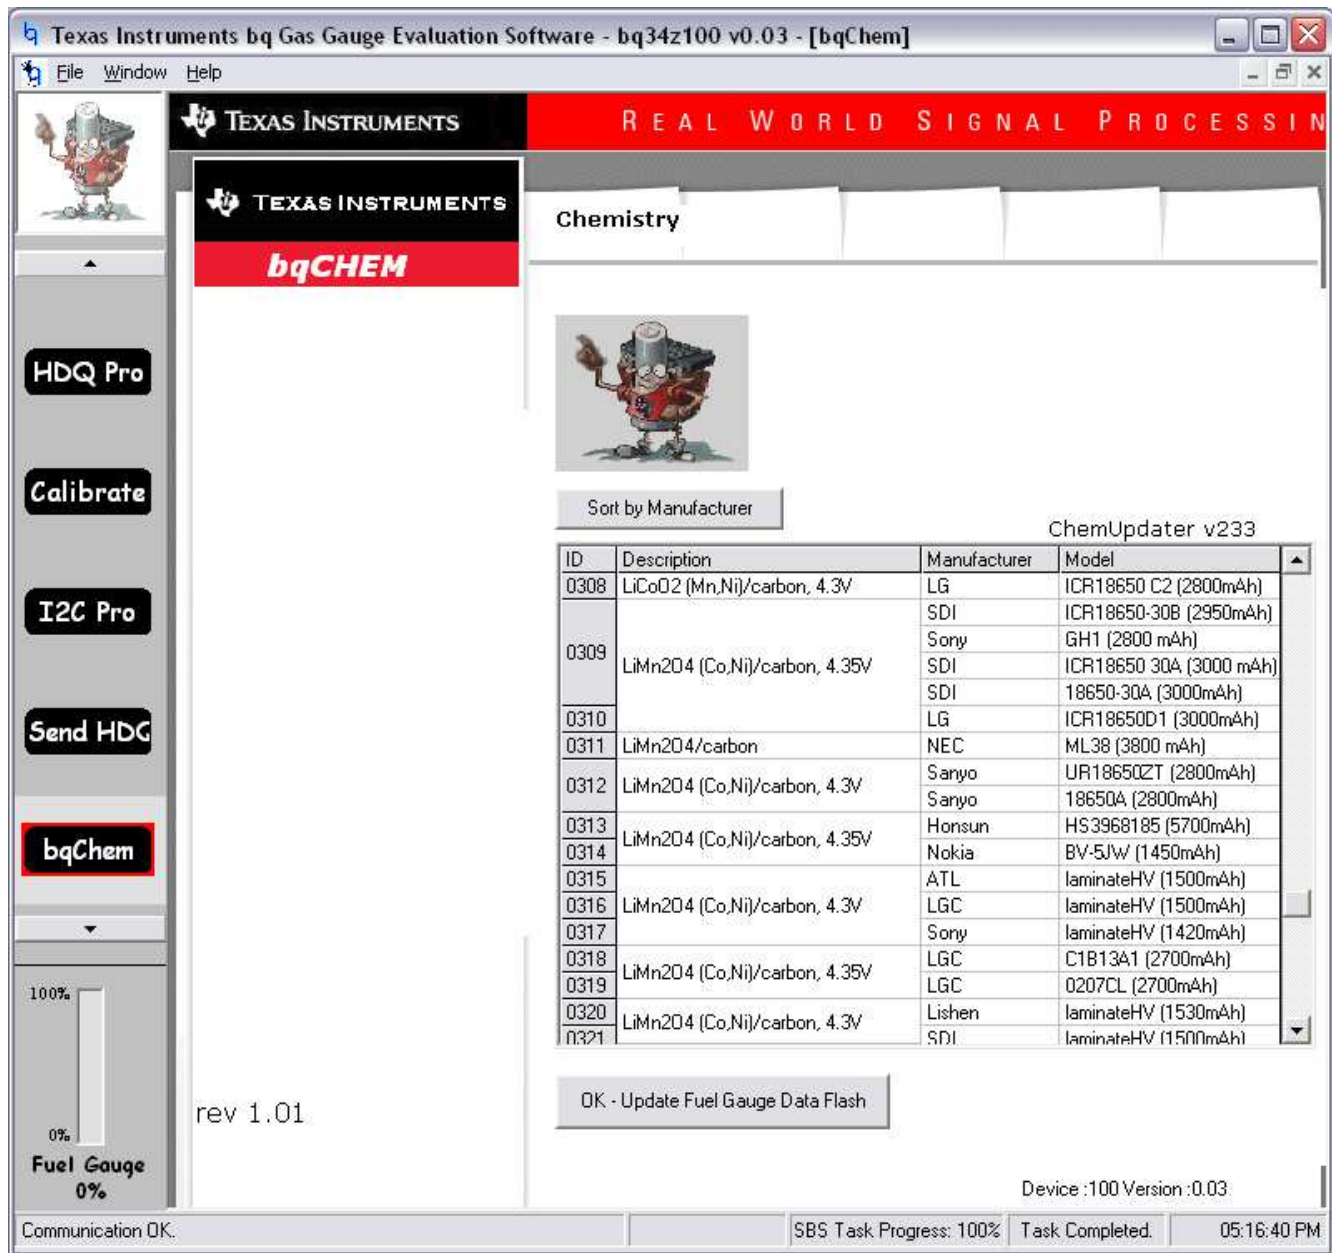 Texas Instruments bq Gas Gauge Evaluation Software - bq34z100 v0.03 - [bqChem]
File Window Help
TEXAS INSTRUMENTS
REAL WORLD SIGNAL PROCESSIN
TEXAS INSTRUMENTS
bqCHEM
Chemistry
HDQ Pro
Calibrate
I2C Pro
Send HDG
bqChem
100%
0%
Fuel Gauge
0%
rev 1.01
Sort by Manufacturer
ChemUpdater v233
ID Description Manufacturer Model
0308 LiCoO2 (Mn,Ni)/carbon, 4.3V LG ICR18650 C2 (2800mAh)
0309 LiMn2O4 (Co,Ni)/carbon, 4.35V SDI ICR18650-30B (2950mAh)
Sony GH1 (2800 mAh)
SDI ICR18650 30A (3000 mAh)
SDI 18650-30A (3000mAh)
0310 LG ICR18650D1 (3000mAh)
0311 LiMn2O4/carbon NEC ML38 (3800 mAh)
0312 LiMn2O4 (Co,Ni)/carbon, 4.3V Sanyo UR18650ZT (2800mAh)
Sanyo 18650A (2800mAh)
0313 LiMn2O4 (Co,Ni)/carbon, 4.35V Honsun HS3968185 (5700mAh)
0314 Nokia BV-5JW (1450mAh)
0315 LiMn2O4 (Co,Ni)/carbon, 4.3V ATL laminateHV (1500mAh)
0316 LGC laminateHV (1500mAh)
0317 Sony laminateHV (1420mAh)
0318 LiMn2O4 (Co,Ni)/carbon, 4.35V LGC C1B13A1 (2700mAh)
0319 LGC 0207CL (2700mAh)
0320 LiMn2O4 (Co,Ni)/carbon, 4.3V Lishen laminateHV (1530mAh)
0321 SDI laminateHV (1500mAh)
OK - Update Fuel Gauge Data Flash
Device :100 Version :0.03
Communication OK.
SBS Task Progress: 100% Task Completed. 05:16:40 PM